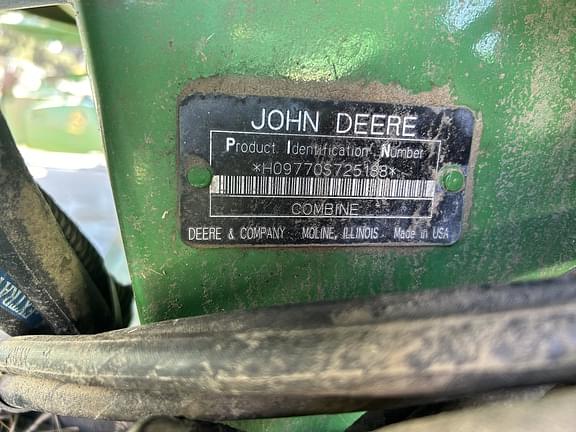 JOHN DEERE
Product Identification Number
*H09770S725188*
COMBINE
DEERE & COMPANY MOLINE, ILLINOIS Made in USA